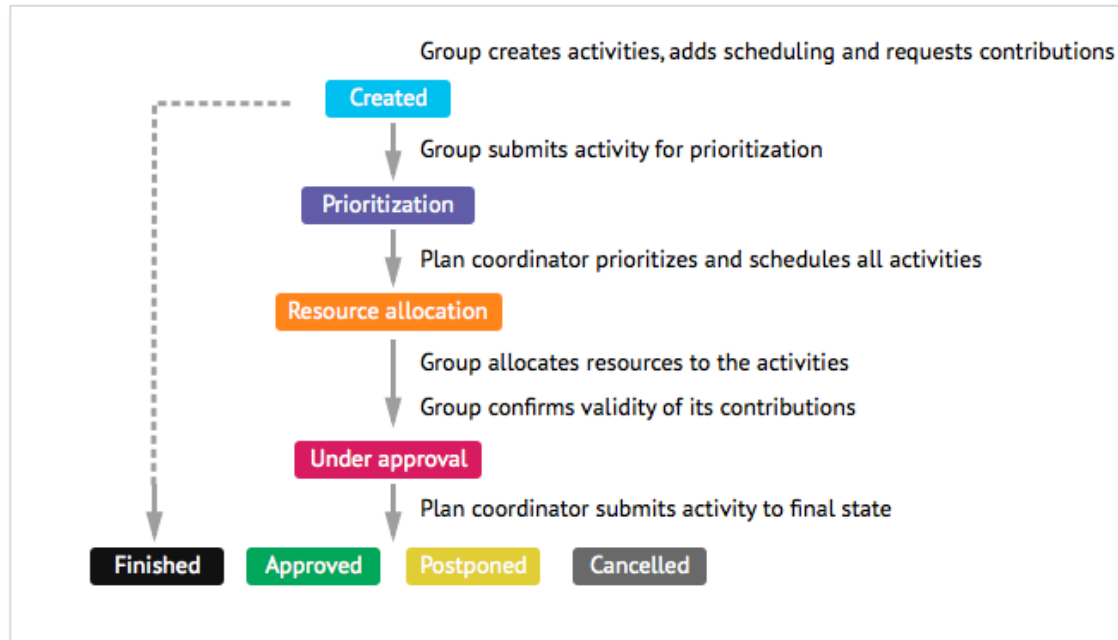 Group creates activities, adds scheduling and requests contributions
Created
Group submits activity for prioritization
Prioritization
Plan coordinator prioritizes and schedules all activities
Resource allocation
Group allocates resources to the activities
Group confirms validity of its contributions
Under approval
Plan coordinator submits activity to final state
Finished
Approved
Postponed
Cancelled